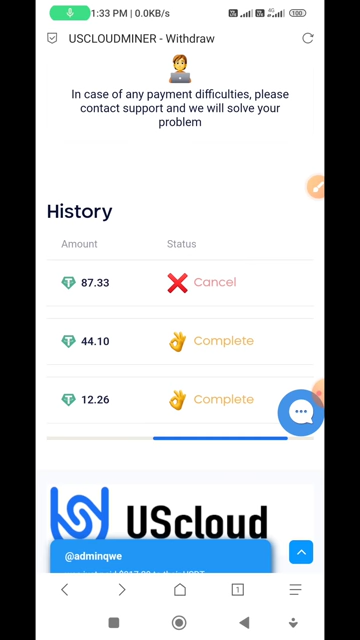 1:33 PM | 0.0KB/s
USCLOUDMINER - Withdraw
In case of any payment difficulties, please
contact support and we will solve your
problem
History
Amount Status
87.33 Cancel
44.10 Complete
12.26 Complete
UScloud
@adminqwe